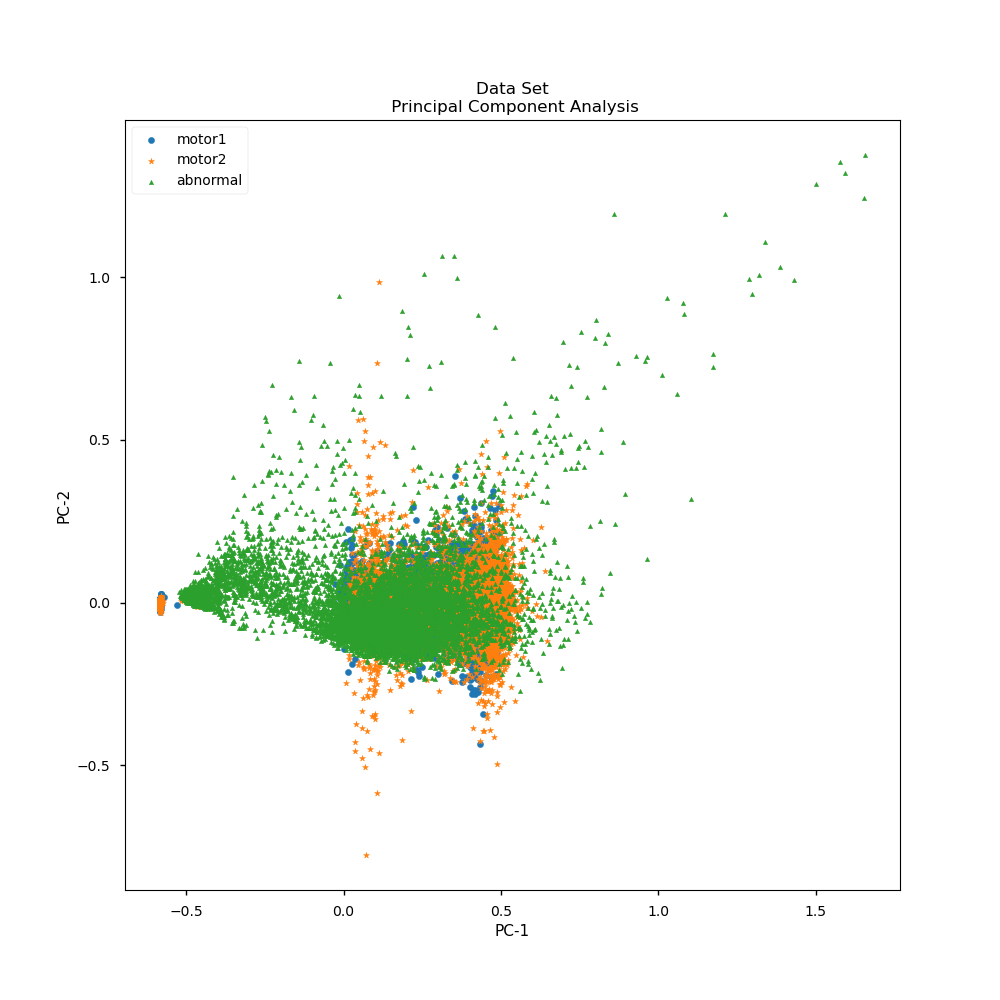 Data Set
Principal Component Analysis
motor1
motor2
abnormal
1.0
0.5
0.0
−0.5
PC-2
−0.5
0.0
0.5
1.0
1.5
PC-1